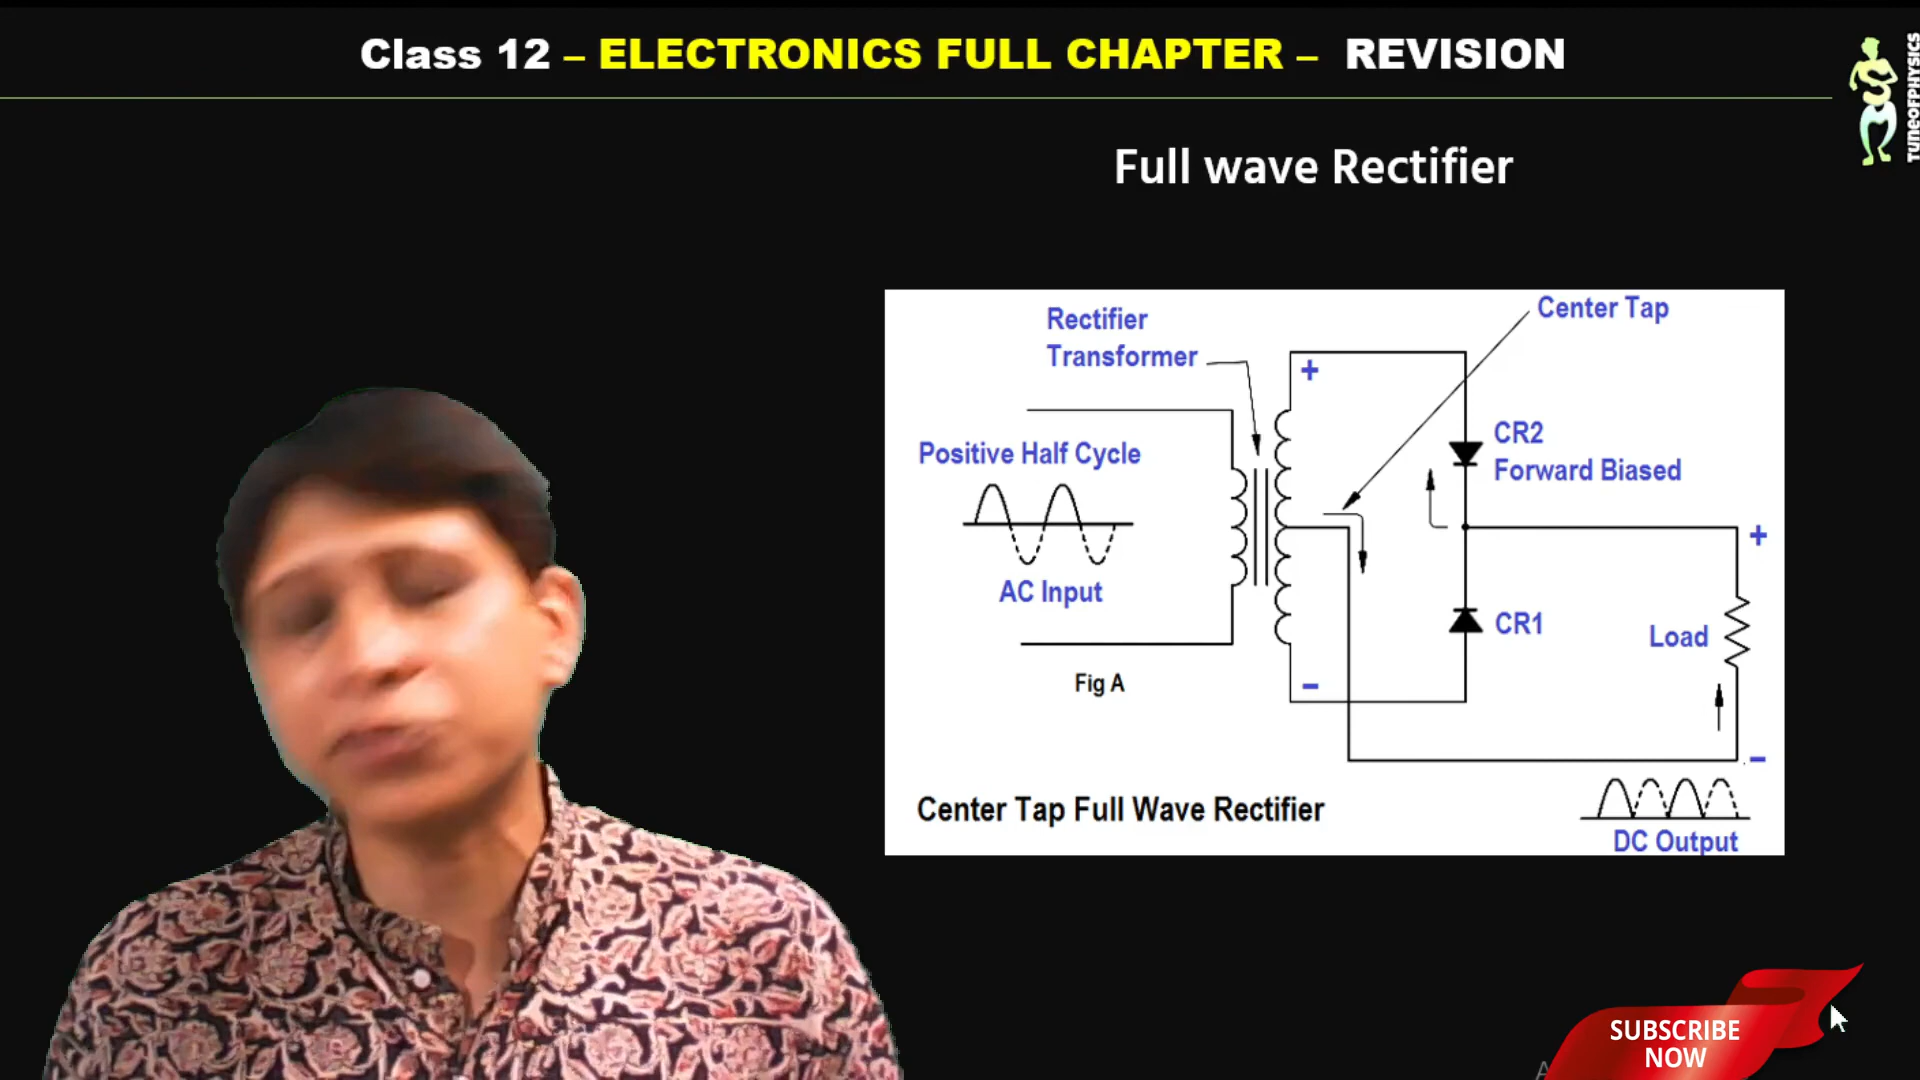 Class 12 – ELECTRONICS FULL CHAPTER – REVISION
TUNEOFPHYSICS
Full wave Rectifier
Center Tap
Rectifier
Transformer
+
CR2
Forward Biased
Positive Half Cycle
+
AC Input
CR1
Load
Fig A
–
–
Center Tap Full Wave Rectifier
DC Output
SUBSCRIBE
NOW